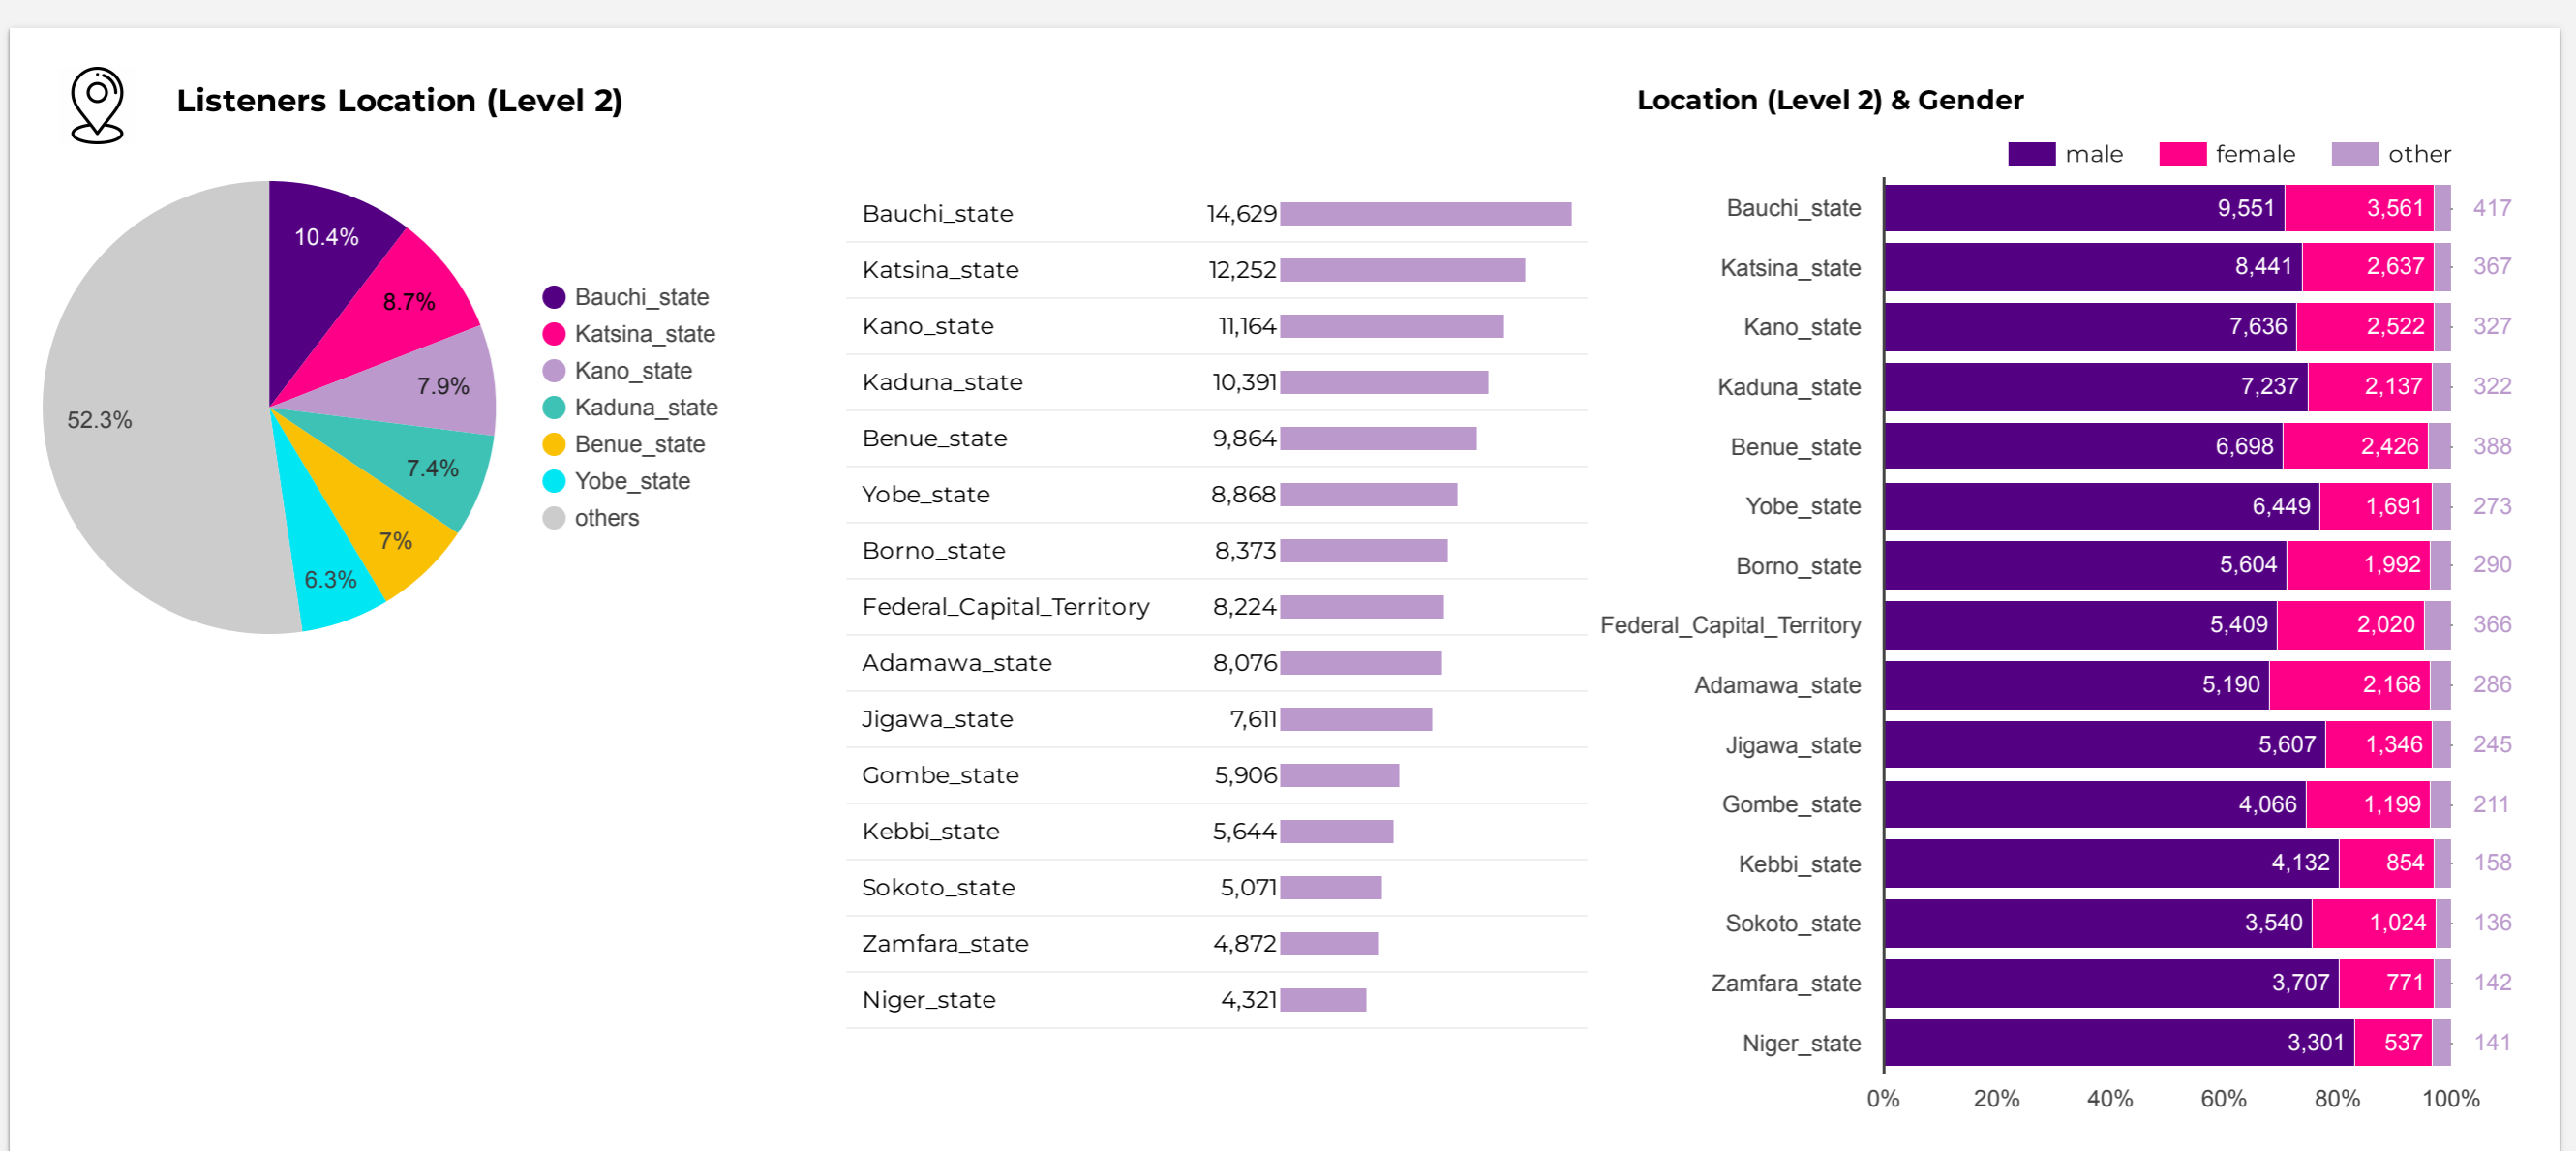 Listeners Location (Level 2)
10.4%
8.7%
7.9%
7.4%
7%
6.3%
52.3%
Bauchi_state
Katsina_state
Kano_state
Kaduna_state
Benue_state
Yobe_state
others
Bauchi_state 14,629
Katsina_state 12,252
Kano_state 11,164
Kaduna_state 10,391
Benue_state 9,864
Yobe_state 8,868
Borno_state 8,373
Federal_Capital_Territory 8,224
Adamawa_state 8,076
Jigawa_state 7,611
Gombe_state 5,906
Kebbi_state 5,644
Sokoto_state 5,071
Zamfara_state 4,872
Niger_state 4,321
Location (Level 2) & Gender
male female other
Bauchi_state 9,551 3,561 417
Katsina_state 8,441 2,637 367
Kano_state 7,636 2,522 327
Kaduna_state 7,237 2,137 322
Benue_state 6,698 2,426 388
Yobe_state 6,449 1,691 273
Borno_state 5,604 1,992 290
Federal_Capital_Territory 5,409 2,020 366
Adamawa_state 5,190 2,168 286
Jigawa_state 5,607 1,346 245
Gombe_state 4,066 1,199 211
Kebbi_state 4,132 854 158
Sokoto_state 3,540 1,024 136
Zamfara_state 3,707 771 142
Niger_state 3,301 537 141
0% 20% 40% 60% 80% 100%